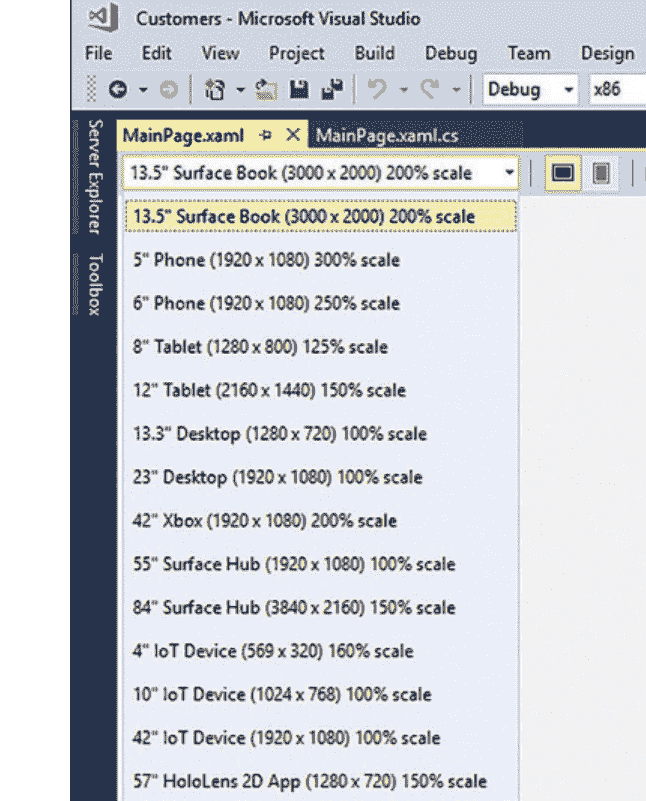 Customers - Microsoft Visual Studio
File Edit View Project Build Debug Team Design
Debug x86
Server Explorer
Toolbox
MainPage.xaml MainPage.xaml.cs
13.5" Surface Book (3000 x 2000) 200% scale
13.5" Surface Book (3000 x 2000) 200% scale
5" Phone (1920 x 1080) 300% scale
6" Phone (1920 x 1080) 250% scale
8" Tablet (1280 x 800) 125% scale
12" Tablet (2160 x 1440) 150% scale
13.3" Desktop (1280 x 720) 100% scale
23" Desktop (1920 x 1080) 100% scale
42" Xbox (1920 x 1080) 200% scale
55" Surface Hub (1920 x 1080) 100% scale
84" Surface Hub (3840 x 2160) 150% scale
4" IoT Device (569 x 320) 160% scale
10" IoT Device (1024 x 768) 100% scale
42" IoT Device (1920 x 1080) 100% scale
57" HoloLens 2D App (1280 x 720) 150% scale